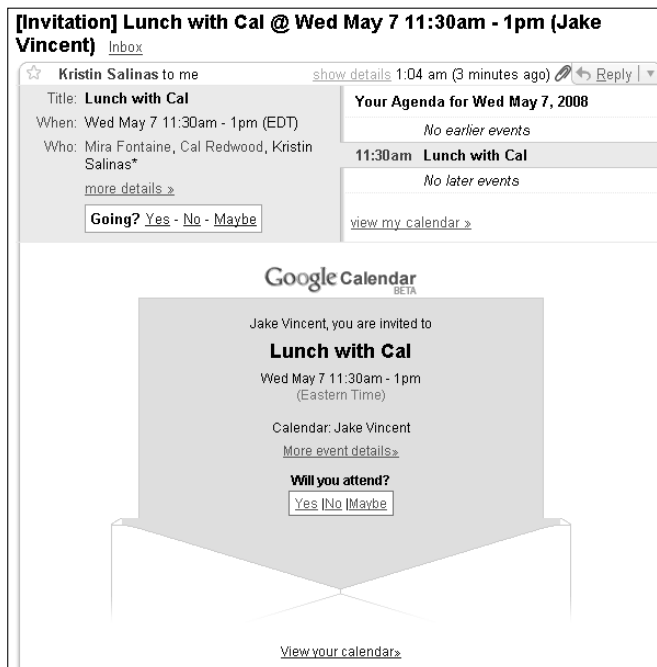 [Invitation] Lunch with Cal @ Wed May 7 11:30am - 1pm (Jake
Vincent) Inbox
Kristin Salinas to me show details 1:04 am (3 minutes ago) Reply
Title: Lunch with Cal
When: Wed May 7 11:30am - 1pm (EDT)
Who: Mira Fontaine, Cal Redwood, Kristin
Salinas*
more details »
Going? Yes - No - Maybe
Your Agenda for Wed May 7, 2008
No earlier events
11:30am Lunch with Cal
No later events
view my calendar »
Google Calendar
BETA
Jake Vincent, you are invited to
Lunch with Cal
Wed May 7 11:30am - 1pm
(Eastern Time)
Calendar: Jake Vincent
More event details»
Will you attend?
Yes |No |Maybe
View your calendar»